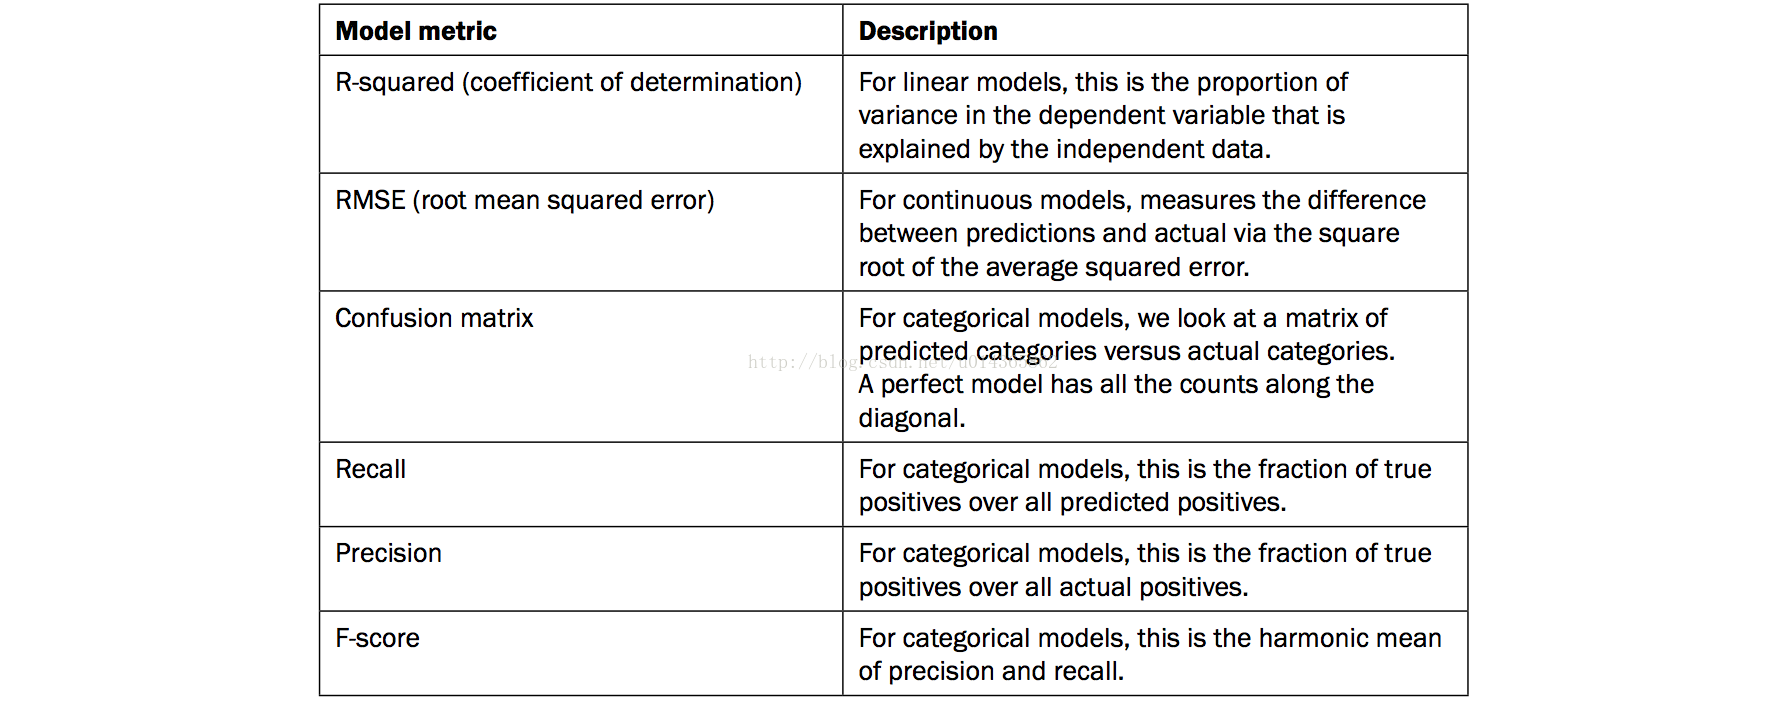 Model metric
Description
R-squared (coefficient of determination)
For linear models, this is the proportion of
variance in the dependent variable that is
explained by the independent data.
RMSE (root mean squared error)
For continuous models, measures the difference
between predictions and actual via the square
root of the average squared error.
Confusion matrix
For categorical models, we look at a matrix of
predicted categories versus actual categories.
A perfect model has all the counts along the
diagonal.
Recall
For categorical models, this is the fraction of true
positives over all predicted positives.
Precision
For categorical models, this is the fraction of true
positives over all actual positives.
F-score
For categorical models, this is the harmonic mean
of precision and recall.